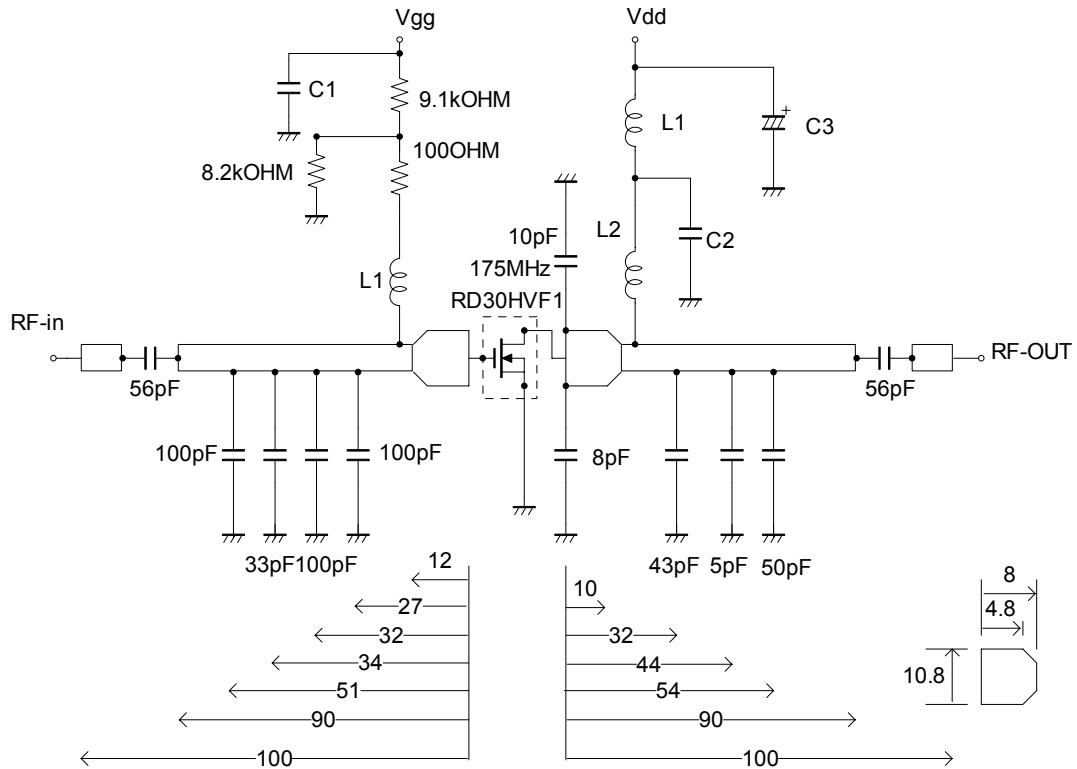 Vgg
Vdd
C1
9.1kOHM
L1
+
C3
100OHM
8.2kOHM
10pF
L2
C2
175MHz
L1
RD30HVF1
RF-in
RF-OUT
56pF
56pF
100pF
100pF
8pF
33pF
100pF
43pF
5pF
50pF
12
10
8
27
4.8
32
32
34
44
10.8
51
54
90
90
100
100